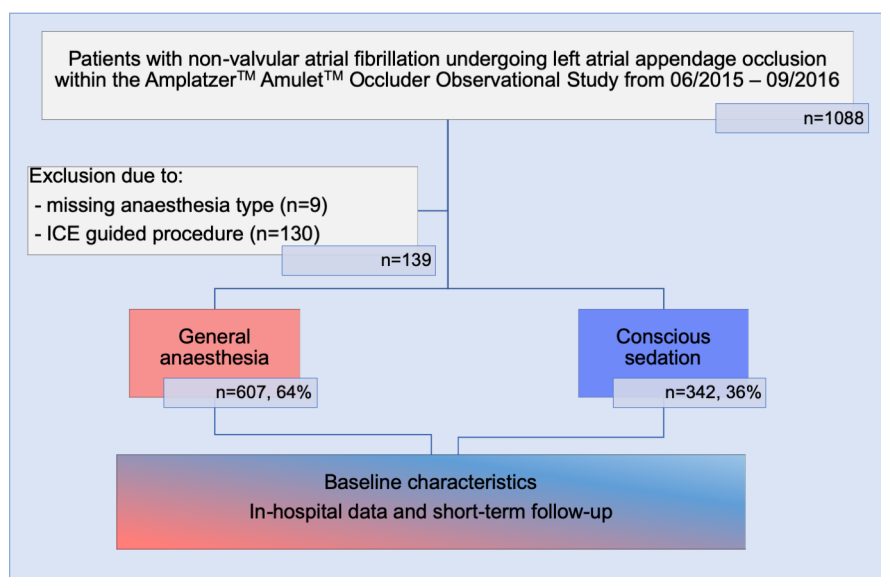 Patients with non-valvular atrial fibrillation undergoing left atrial appendage occlusion
within the Amplatzer™ Amulet™ Occluder Observational Study from 06/2015 – 09/2016
n=1088
Exclusion due to:
- missing anaesthesia type (n=9)
- ICE guided procedure (n=130)
n=139
General
anaesthesia
n=607, 64%
Conscious
sedation
n=342, 36%
Baseline characteristics
In-hospital data and short-term follow-up